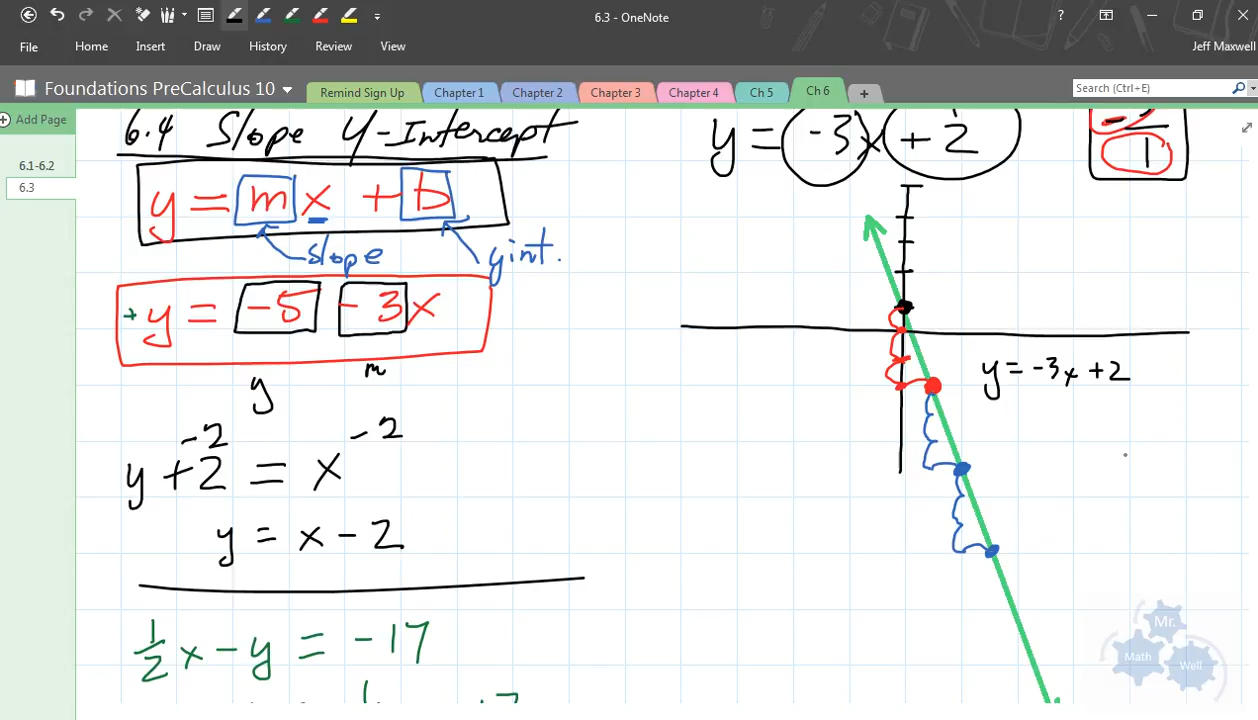 6.3 - OneNote
?
File
Home
Insert
Draw
History
Review
View
Jeff Maxwell
Foundations PreCalculus 10
Remind Sign Up
Chapter 1
Chapter 2
Chapter 3
Chapter 4
Ch 5
Ch 6
+
Search (Ctrl+E)
Add Page
6.1-6.2
6.3
6.4 Slope Y-Intercept
y = mx + b
slope
yint.
y = -5 - 3x
y
m
-2 -2
y + 2 = x
y = x - 2
1/2 x - y = -17
y = -3x + 2
1
y = -3x + 2
Mr.
Math
Well